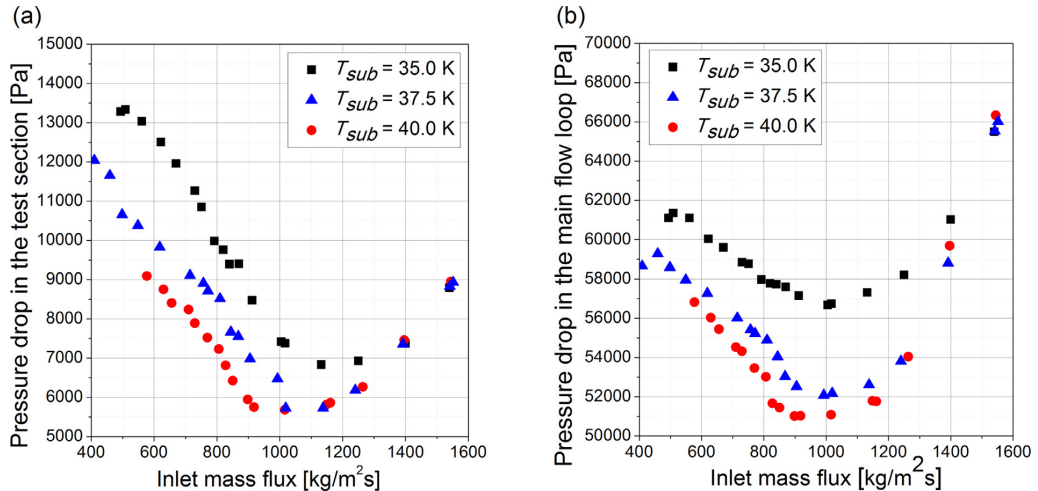 (a)
Pressure drop in the test section [Pa]
15000
14000
13000
12000
11000
10000
9000
8000
7000
6000
5000
400 600 800 1000 1200 1400 1600
Inlet mass flux [kg/m²s]
T_sub = 35.0 K
T_sub = 37.5 K
T_sub = 40.0 K
(b)
Pressure drop in the main flow loop [Pa]
70000
68000
66000
64000
62000
60000
58000
56000
54000
52000
50000
400 600 800 1000 1200 1400 1600
Inlet mass flux [kg/m²s]
T_sub = 35.0 K
T_sub = 37.5 K
T_sub = 40.0 K